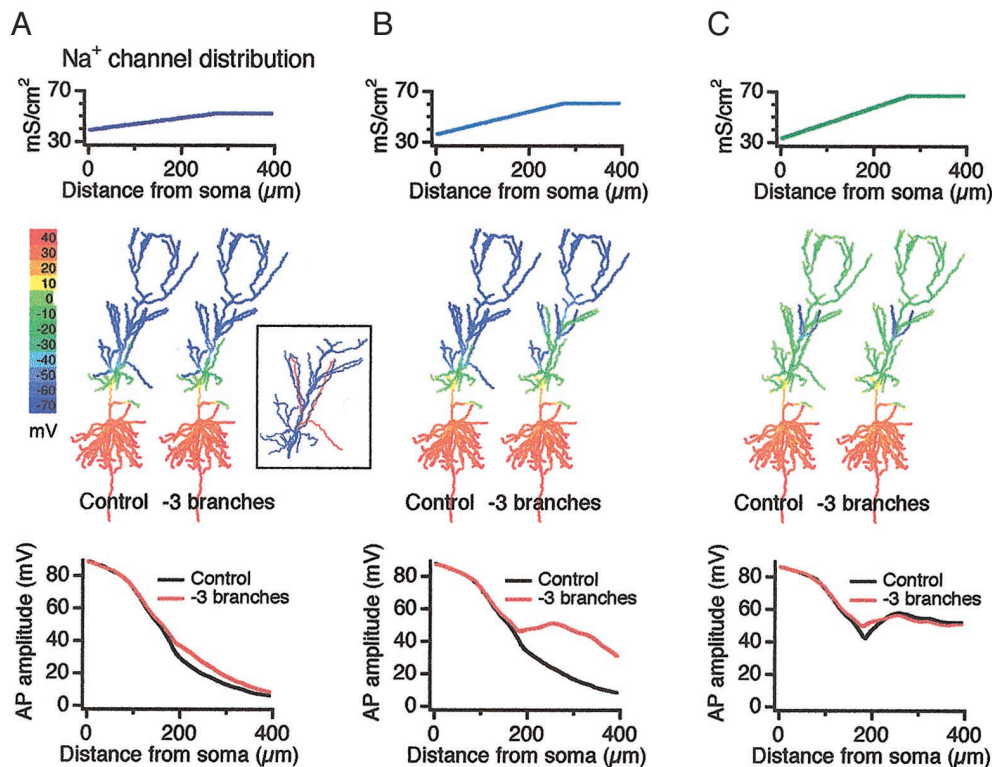 A
B
C
Na+ channel distribution
mS/cm2
70
30
0
200
400
Distance from soma (µm)
mS/cm2
70
30
0
200
400
Distance from soma (µm)
mS/cm2
70
30
0
200
400
Distance from soma (µm)
40
30
20
10
0
-10
-20
-30
-40
-50
-60
-70
mV
Control -3 branches
Control -3 branches
Control -3 branches
AP amplitude (mV)
80
60
40
20
0
Control
-3 branches
0
200
400
Distance from soma (µm)
AP amplitude (mV)
80
60
40
20
0
Control
-3 branches
0
200
400
Distance from soma (µm)
AP amplitude (mV)
80
60
40
20
0
Control
-3 branches
0
200
400
Distance from soma (µm)